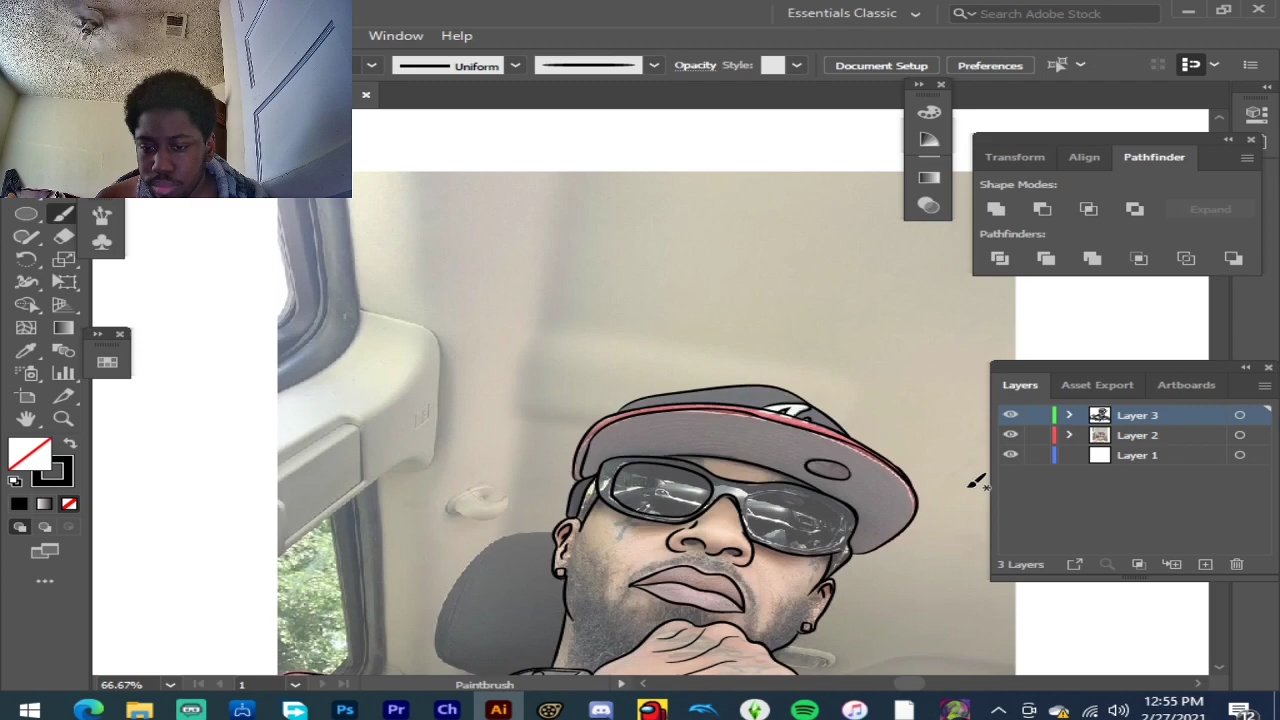 Essentials Classic
Search Adobe Stock
Window Help
Uniform
Opacity Style:
Document Setup
Preferences
Transform Align Pathfinder
Shape Modes:
Expand
Pathfinders:
Layers Asset Export Artboards
Layer 3
Layer 2
Layer 1
3 Layers
66.67%
1
Paintbrush
Ps
Pr
Ch
Ai
12:55 PM
2/27/2021
2